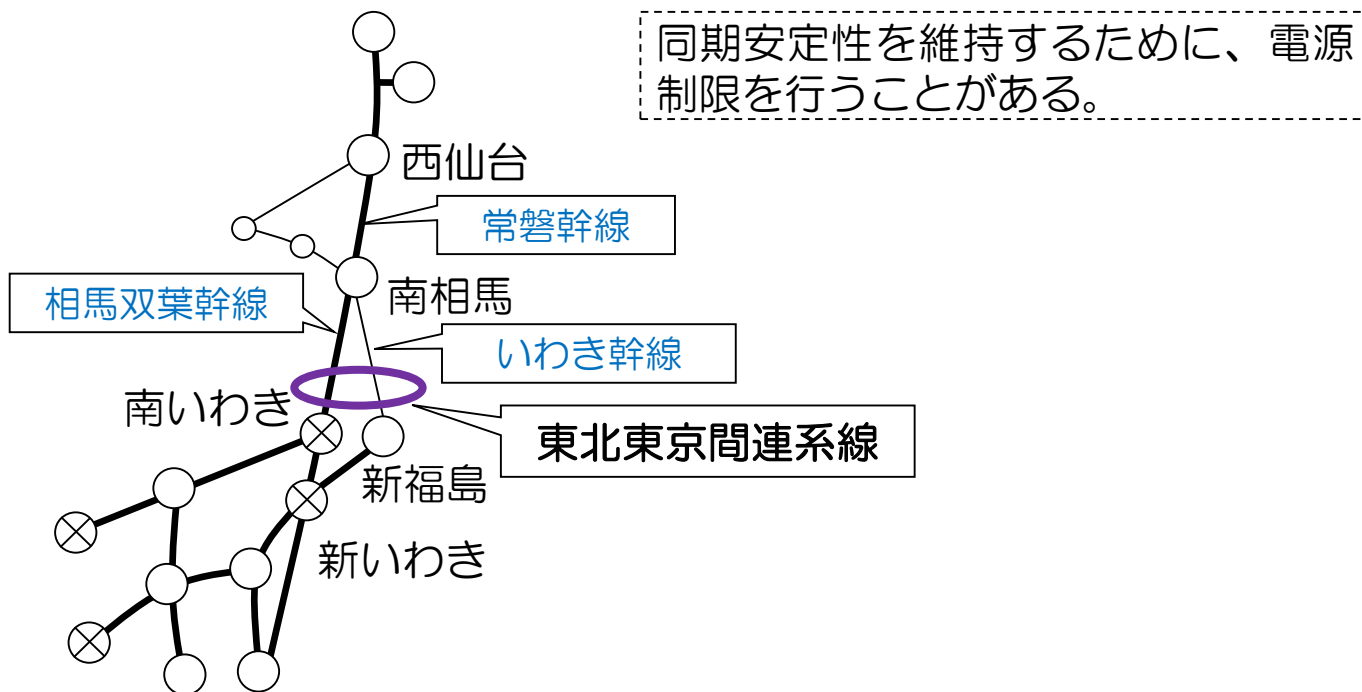 同期安定性を維持するために、電源
制限を行うことがある。
西仙台
常磐幹線
相馬双葉幹線
南相馬
いわき幹線
南いわき
東北東京間連系線
新福島
新いわき